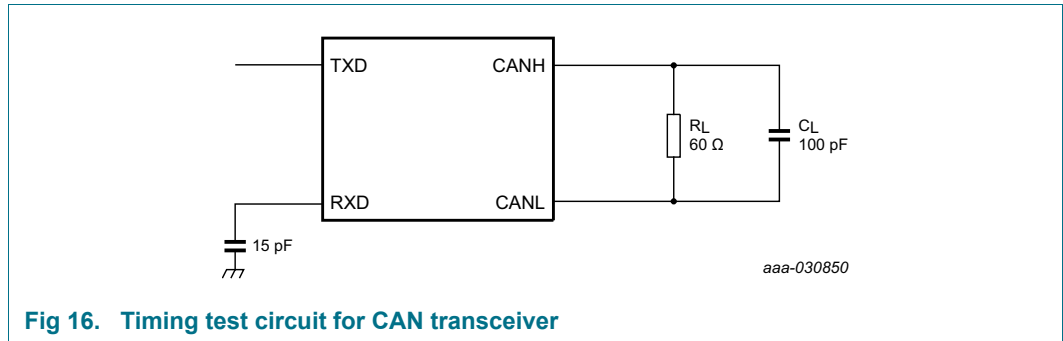 TXD
CANH
RL
60 Ω
CL
100 pF
RXD
CANL
15 pF
aaa-030850
Fig 16. Timing test circuit for CAN transceiver